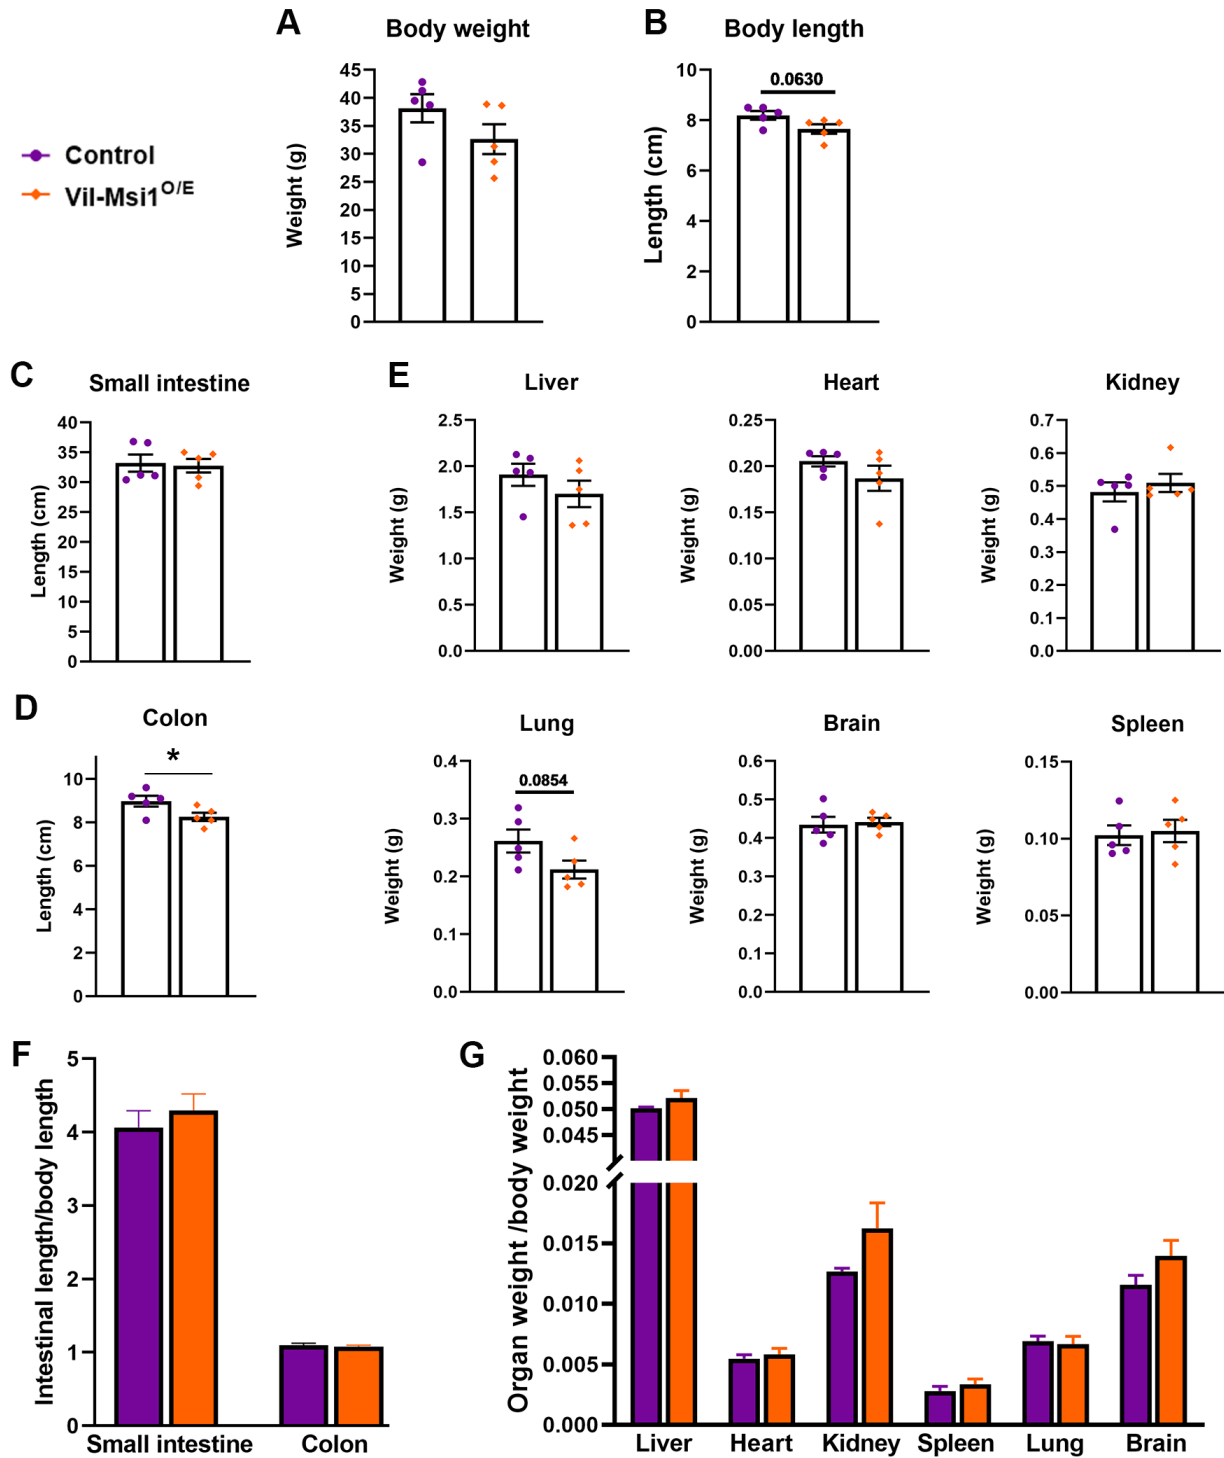 A Body weight
B Body length
Control
Vil-Msi1O/E
Weight (g)
45
40
35
30
25
20
15
10
5
0
Length (cm)
10
8
6
4
2
0
0.0630
C Small intestine
Length (cm)
40
35
30
25
20
15
10
5
0
E
Liver
Weight (g)
2.5
2.0
1.5
1.0
0.5
0.0
Heart
Weight (g)
0.25
0.20
0.15
0.10
0.05
0.00
Kidney
Weight (g)
0.7
0.6
0.5
0.4
0.3
0.2
0.1
0.0
D Colon
Length (cm)
10
8
6
4
2
0
*
Lung
Weight (g)
0.4
0.3
0.2
0.1
0.0
0.0854
Brain
Weight (g)
0.6
0.5
0.4
0.3
0.2
0.1
0.0
Spleen
Weight (g)
0.15
0.10
0.05
0.00
F
Intestinal length/body length
5
4
3
2
1
0
Small intestine Colon
G
Organ weight /body weight
0.060
0.055
0.050
0.045
0.020
0.015
0.010
0.005
0.000
Liver Heart Kidney Spleen Lung Brain